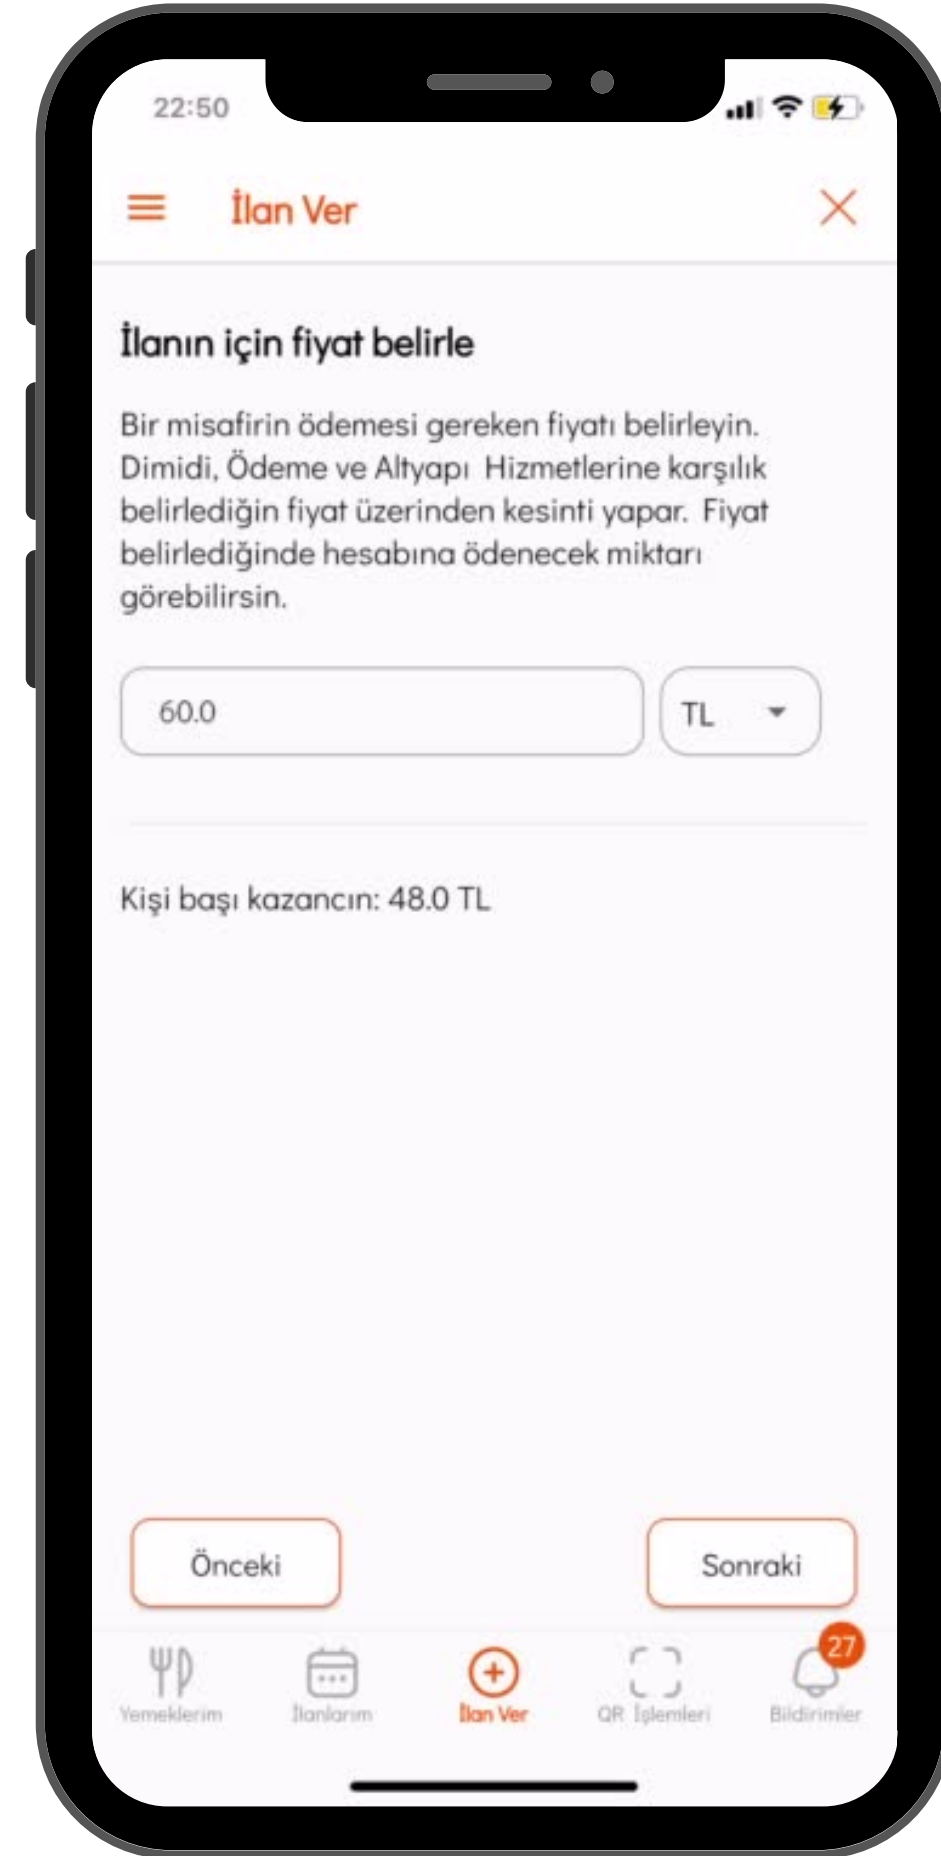 22:50
İlan Ver
İlanın için fiyat belirle
Bir misafirin ödemesi gereken fiyatı belirleyin.
Dimidi, Ödeme ve Altyapı Hizmetlerine karşılık
belirlediğin fiyat üzerinden kesinti yapar. Fiyat
belirlediğinde hesabına ödenecek miktarı
görebilirsin.
60.0 TL
Kişi başı kazancın: 48.0 TL
Önceki Sonraki
27
Yemeklerim İlanlarım İlan Ver QR İşlemleri Bildirimler